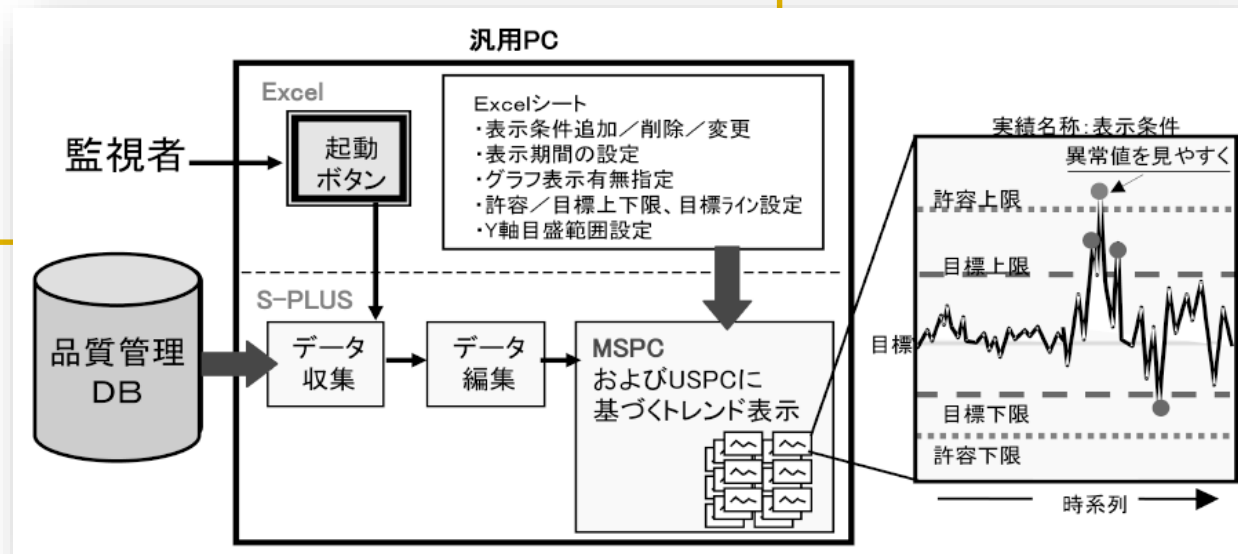 汎用PC
Excel
起動
ボタン
監視者
Excelシート
・表示条件追加／削除／変更
・表示期間の設定
・グラフ表示有無指定
・許容／目標上下限、目標ライン設定
・Y軸目盛範囲設定
S-PLUS
品質管理
DB
データ
収集
データ
編集
MSPC
およびUSPCに
基づくトレンド表示
実績名称:表示条件
異常値を見やすく
許容上限
目標上限
目標
目標下限
許容下限
時系列